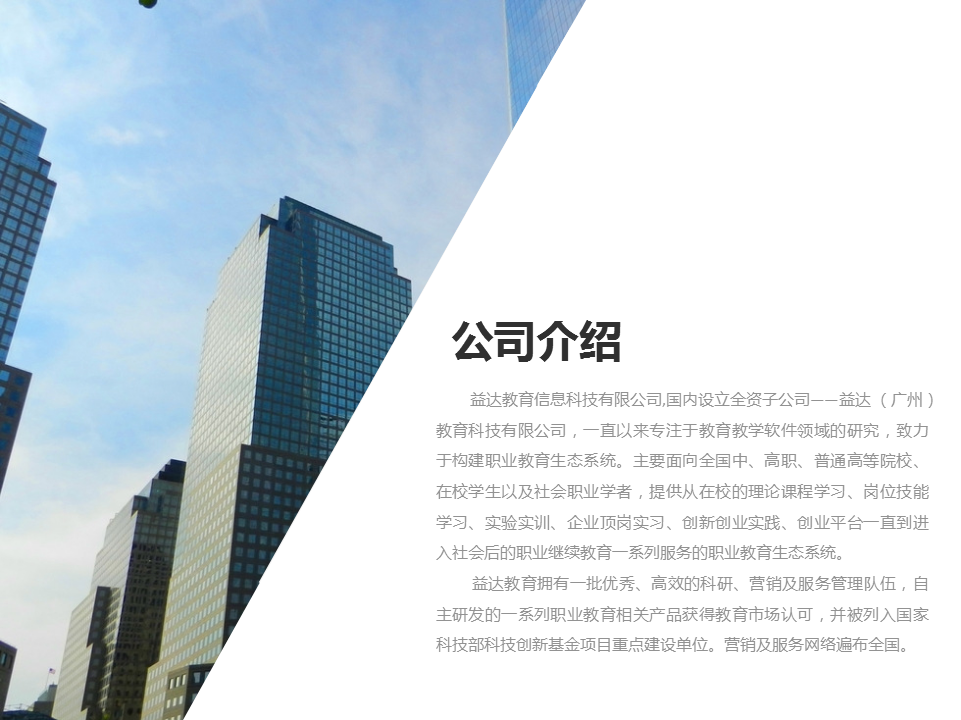 公司介绍
益达教育信息科技有限公司,国内设立全资子公司——益达（广州）
教育科技有限公司，一直以来专注于教育教学软件领域的研究，致力
于构建职业教育生态系统。主要面向全国中、高职、普通高等院校、
在校学生以及社会职业学者，提供从在校的理论课程学习、岗位技能
学习、实验实训、企业顶岗实习、创新创业实践、创业平台一直到进
入社会后的职业继续教育一系列服务的职业教育生态系统。
益达教育拥有一批优秀、高效的科研、营销及服务管理队伍，自
主研发的一系列职业教育相关产品获得教育市场认可，并被列入国家
科技部科技创新基金项目重点建设单位。营销及服务网络遍布全国。